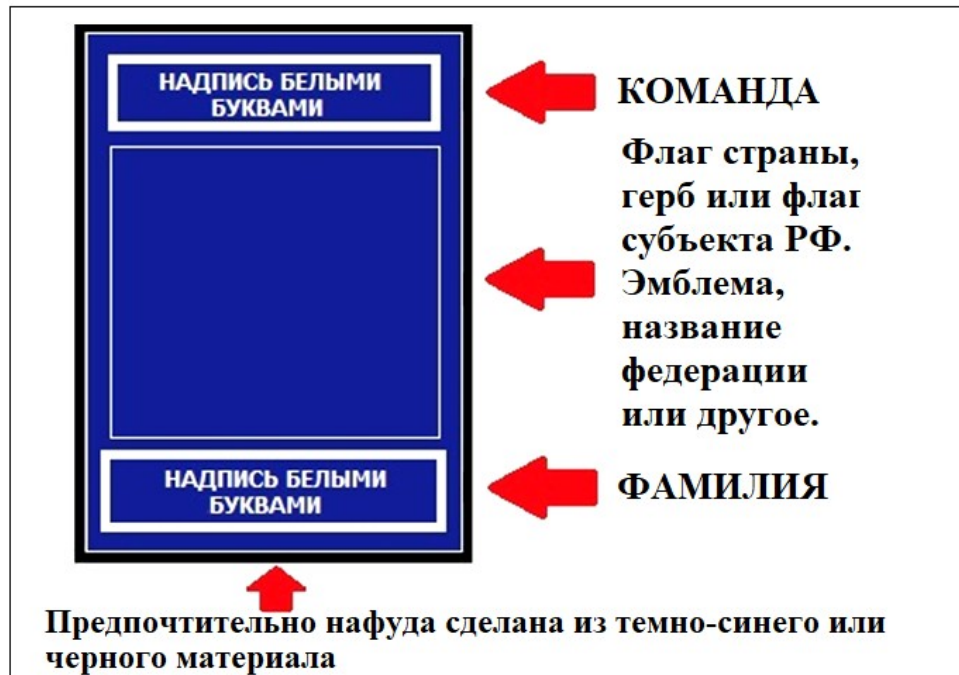 НАДПИСЬ БЕЛЫМИ
БУКВАМИ
КОМАНДА
Флаг страны,
герб или флаг
субъекта РФ.
Эмблема,
название
федерации
или другое.
НАДПИСЬ БЕЛЫМИ
БУКВАМИ
ФАМИЛИЯ
Предпочтительно нафуда сделана из темно-синего или
черного материала